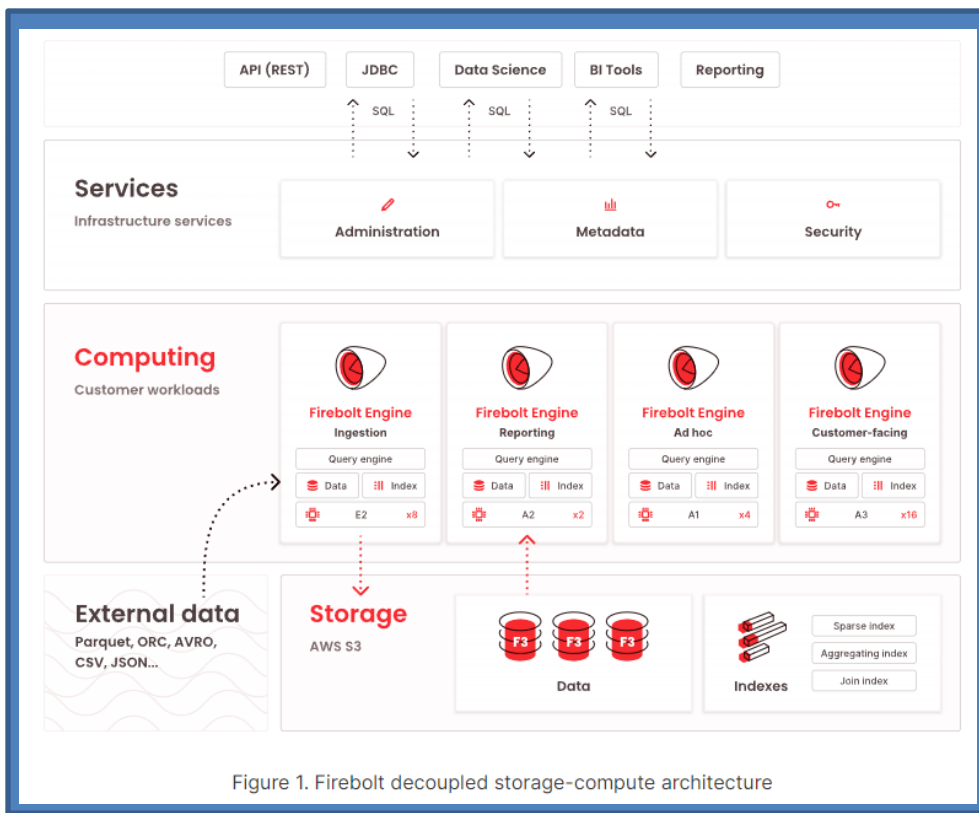 API (REST)
JDBC
Data Science
BI Tools
Reporting
SQL
SQL
SQL
Services
Infrastructure services
Administration
Metadata
Security
Computing
Customer workloads
Firebolt Engine
Ingestion
Query engine
Data
Index
E2
x8
Firebolt Engine
Reporting
Query engine
Data
Index
A2
x2
Firebolt Engine
Ad hoc
Query engine
Data
Index
A1
x4
Firebolt Engine
Customer-facing
Query engine
Data
Index
A3
x16
External data
Parquet, ORC, AVRO,
CSV, JSON...
Storage
AWS S3
F3
F3
F3
Data
Indexes
Sparse index
Aggregating index
Join index
Figure 1. Firebolt decoupled storage-compute architecture